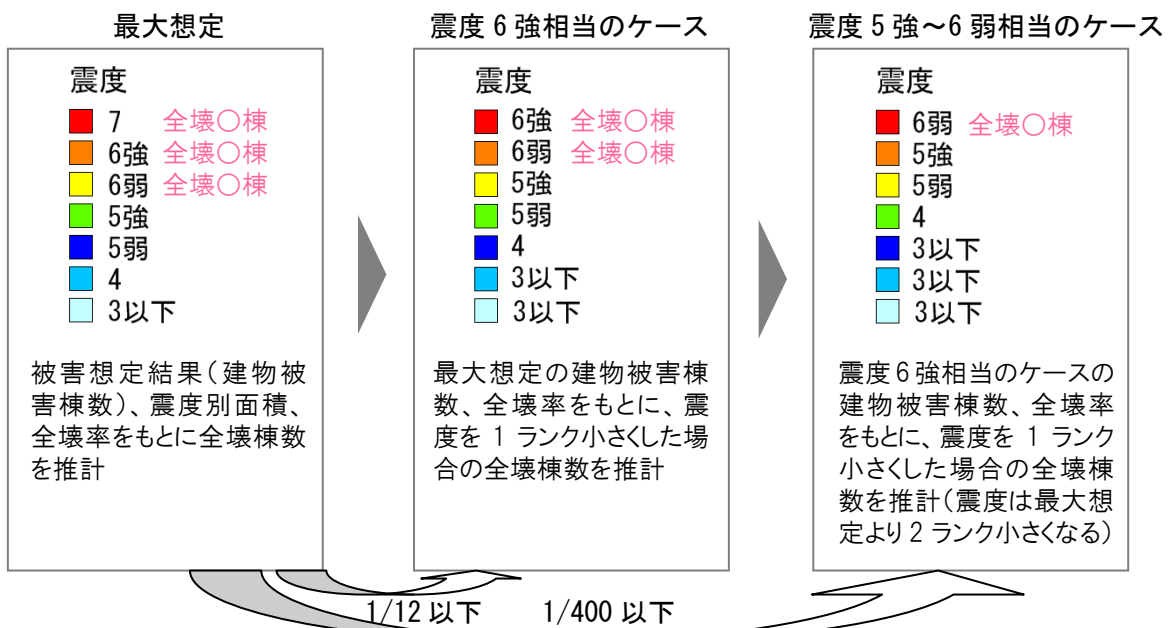 最大想定
震度
7 全壊○棟
6強 全壊○棟
6弱 全壊○棟
5強
5弱
4
3以下
被害想定結果(建物被
害棟数)、震度別面積、
全壊率をもとに全壊棟数
を推計
震度 6 強相当のケース
震度
6強 全壊○棟
6弱 全壊○棟
5強
5弱
4
3以下
3以下
最大想定の建物被害棟
数、全壊率をもとに、震
度を 1 ランク小さくした場
合の全壊棟数を推計
震度 5 強～6 弱相当のケース
震度
6弱 全壊○棟
5強
5弱
4
3以下
3以下
3以下
震度6強相当のケースの
建物被害棟数、全壊率
をもとに、震度を 1 ランク
小さくした場合の全壊棟
数を推計(震度は最大想
定より 2 ランク小さくなる)
1/12 以下
1/400 以下